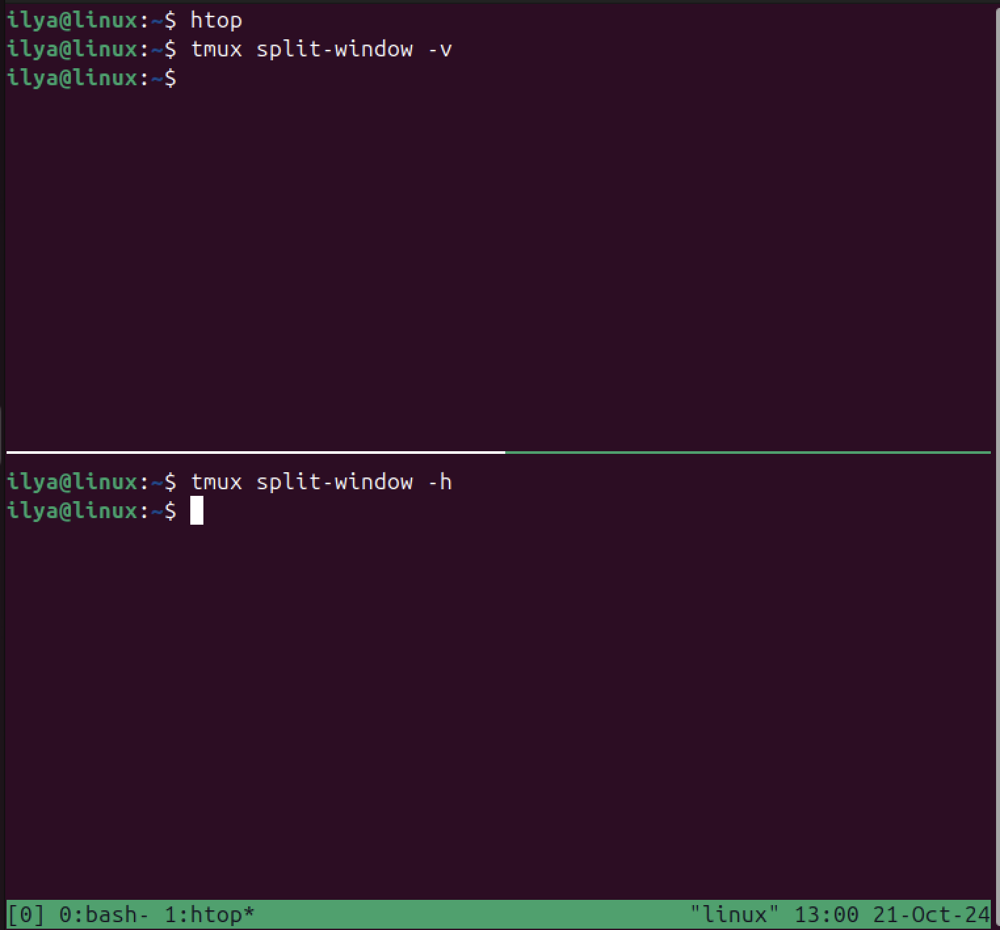 ilya@linux:~$ htop
ilya@linux:~$ tmux split-window -v
ilya@linux:~$
ilya@linux:~$ tmux split-window -h
ilya@linux:~$
[0] 0:bash- 1:htop* "linux" 13:00 21-Oct-24